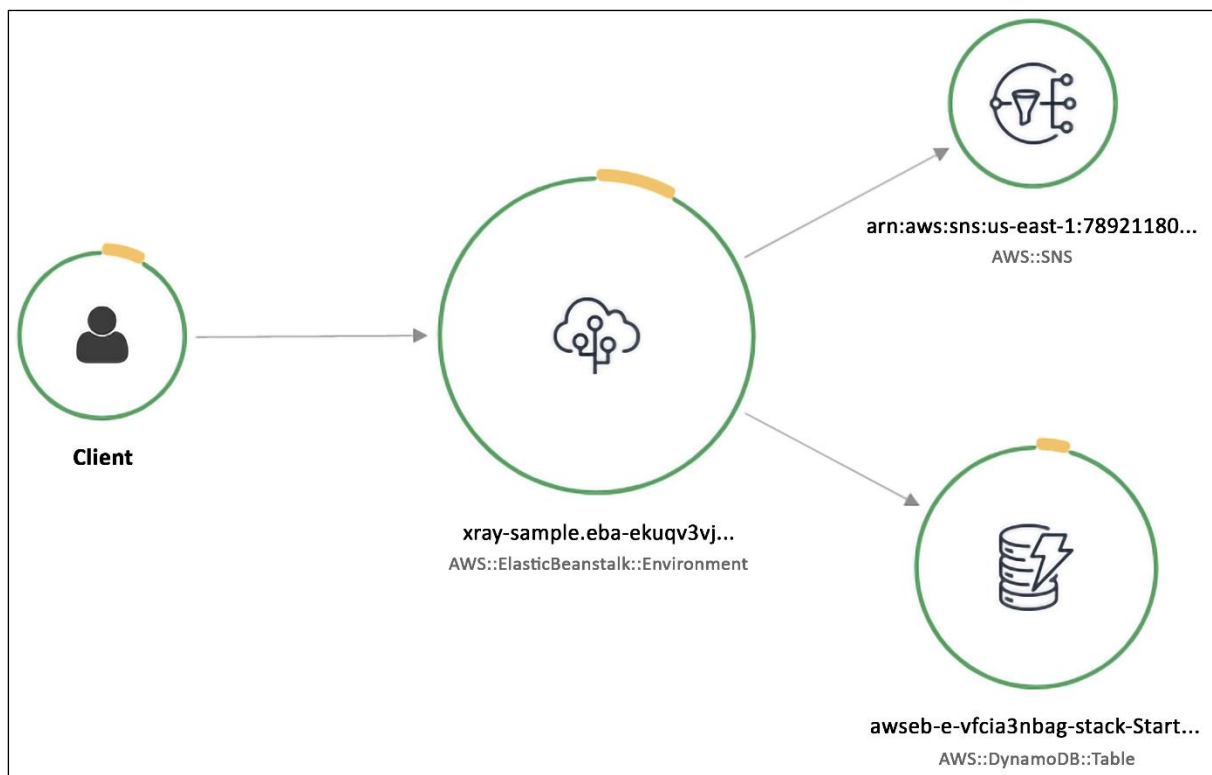 arn:aws:sns:us-east-1:78921180...
AWS::SNS
Client
xray-sample.eba-ekuqv3vj...
AWS::ElasticBeanstalk::Environment
awseb-e-vfcia3nbag-stack-Start...
AWS::DynamoDB::Table